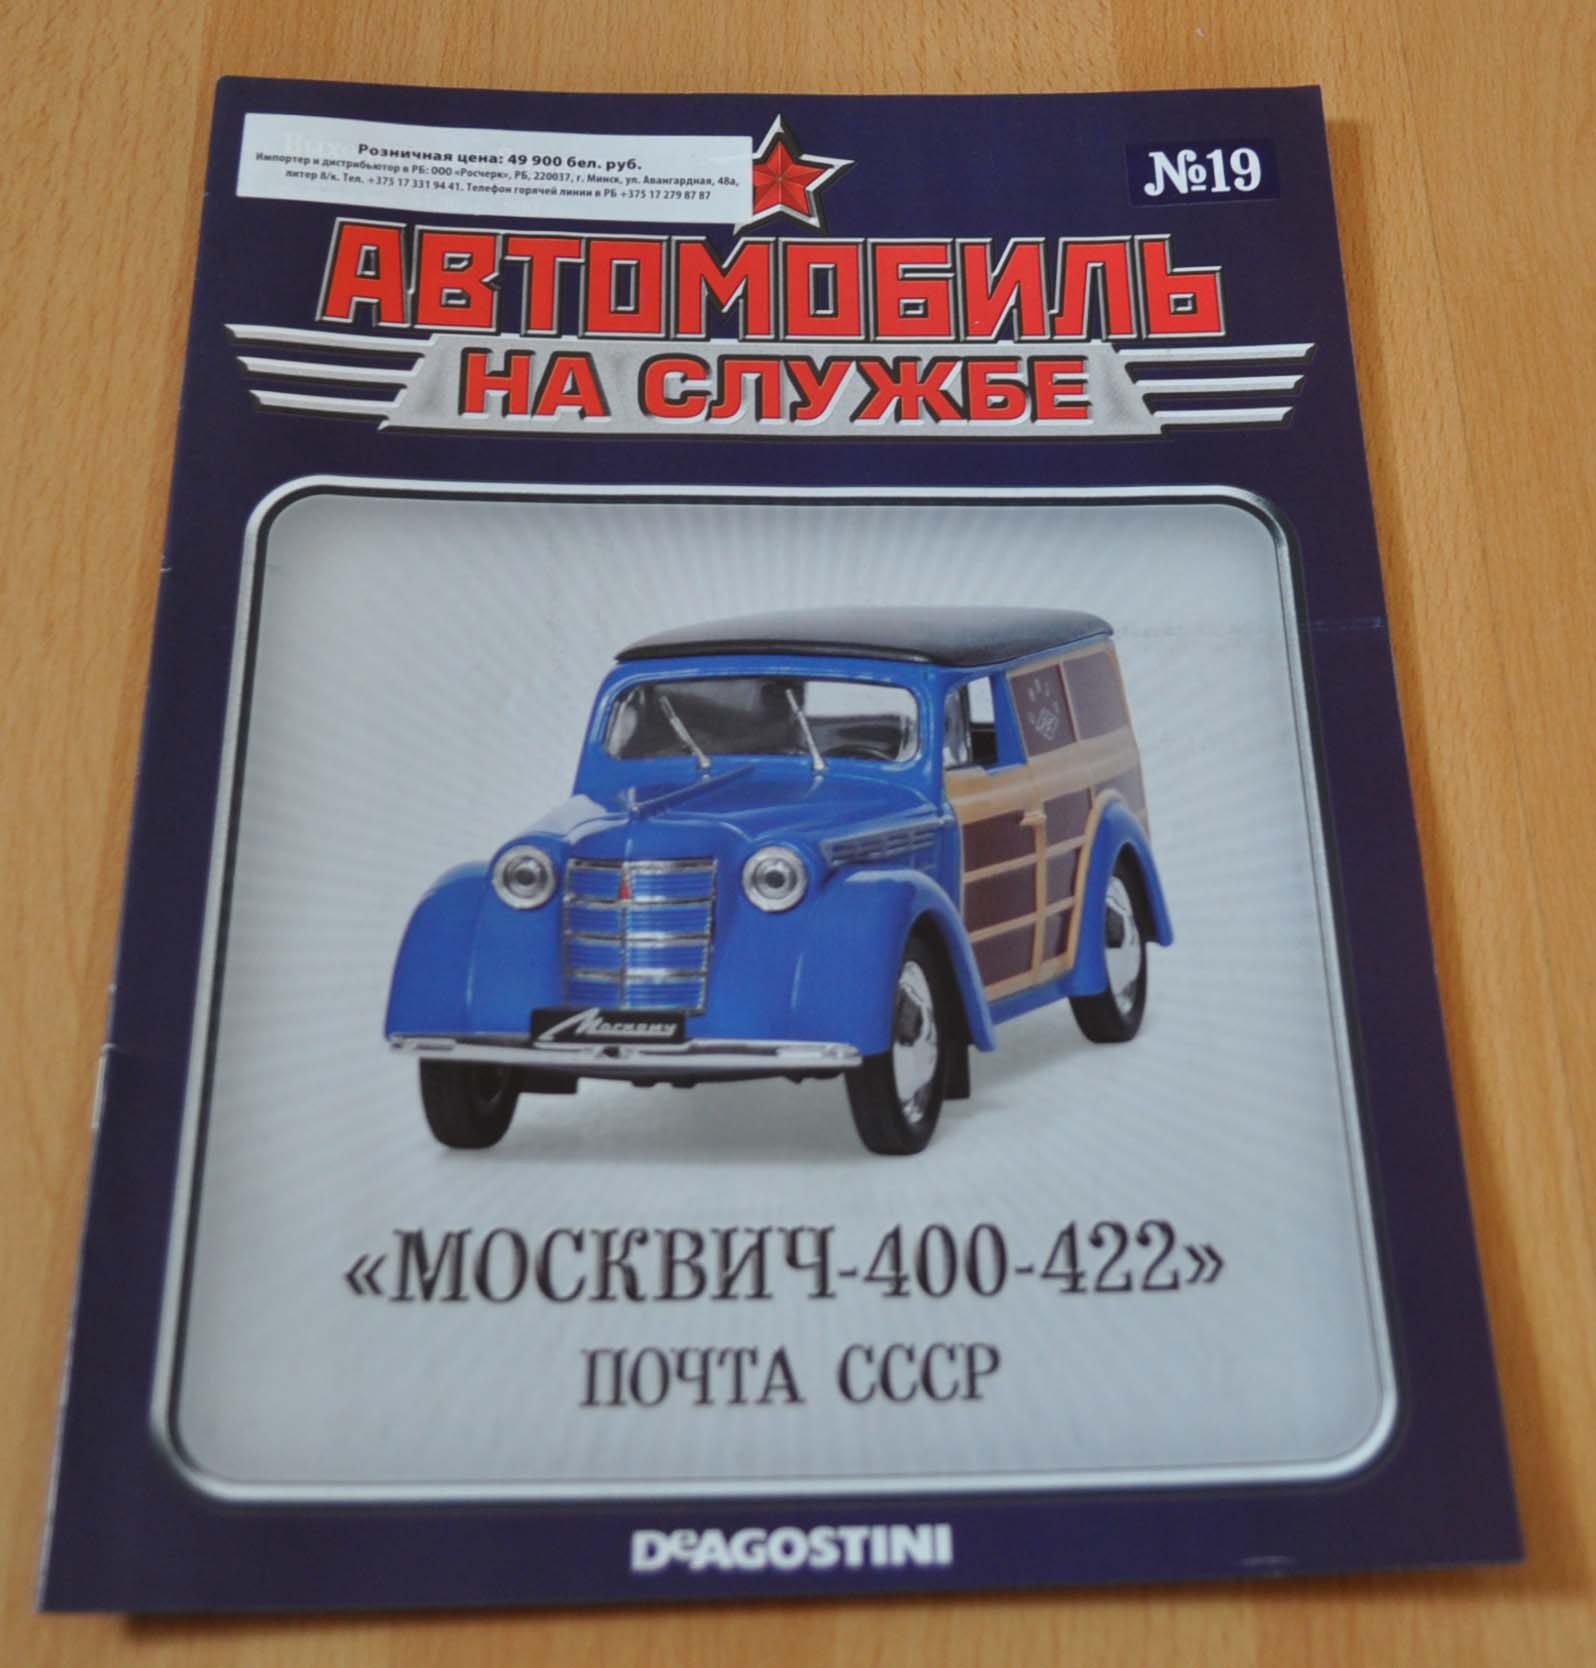 Розничная цена: 49 900 бел. руб.
Импортер и дистрибьютор в РБ: ООО «Росчерк», РБ, 220037, г. Минск, ул. Авангардная, 48а,
литер 8/к. Тел. +375 17 331 94 41. Телефон горячей линии в РБ +375 17 279 87 87
№19
АВТОМОБИЛЬ
НА СЛУЖБЕ
Москвич
«МОСКВИЧ-400-422»
ПОЧТА СССР
DeAGOSTINI